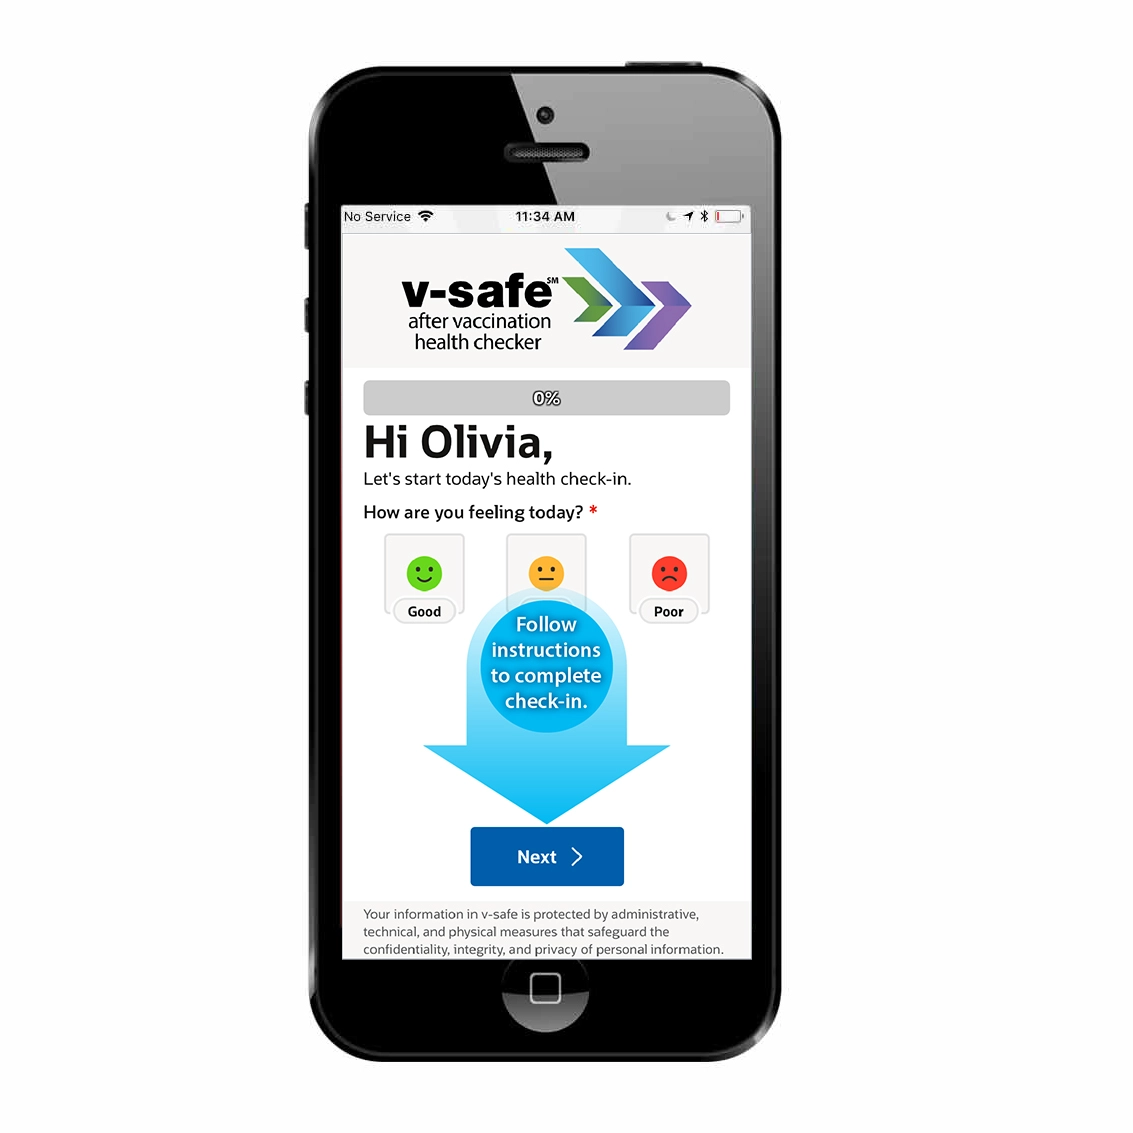 No Service 11:34 AM
v-safe℠
after vaccination
health checker
0%
Hi Olivia,
Let's start today's health check-in.
How are you feeling today? *
Good Poor
Follow
instructions
to complete
check-in.
Next
Your information in v-safe is protected by administrative,
technical, and physical measures that safeguard the
confidentiality, integrity, and privacy of personal information.